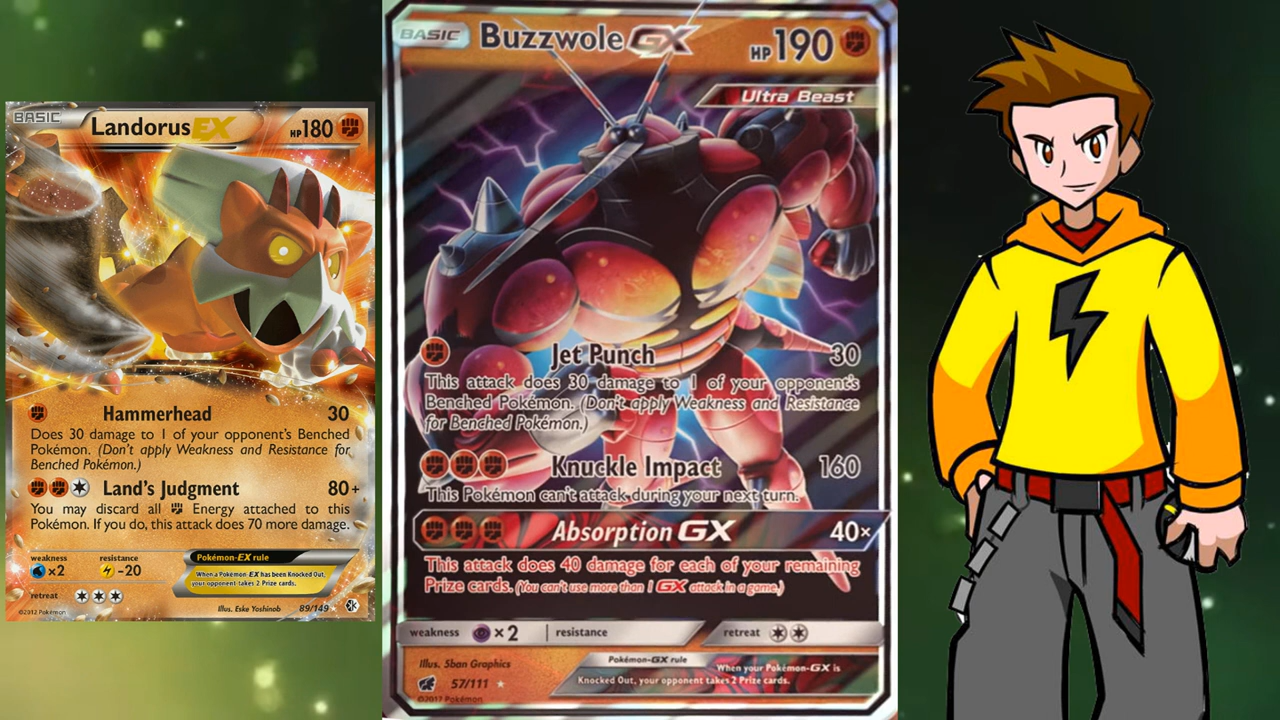 BASIC
Landorus EX
HP180
Hammerhead 30
Does 30 damage to 1 of your opponent's Benched
Pokémon. (Don't apply Weakness and Resistance for
Benched Pokémon.)
Land's Judgment 80+
You may discard all Energy attached to this
Pokémon. If you do, this attack does 70 more damage.
weakness resistance
×2 -20
retreat
Pokémon-EX rule
When a Pokémon-EX has been Knocked Out,
your opponent takes 2 Prize cards.
©2012 Pokémon Illus. Eske Yoshinob 89/149
BASIC
Buzzwole GX
HP190
Ultra Beast
Jet Punch 30
This attack does 30 damage to 1 of your opponent's
Benched Pokémon. (Don't apply Weakness and Resistance
for Benched Pokémon.)
Knuckle Impact 160
This Pokémon can't attack during your next turn.
Absorption GX 40×
This attack does 40 damage for each of your remaining
Prize cards. (You can't use more than 1 GX attack in a game.)
weakness ×2 resistance retreat
Illus. 5ban Graphics
57/111
©2017 Pokémon
Pokémon-GX rule
When your Pokémon-GX is
Knocked Out, your opponent takes 2 Prize cards.